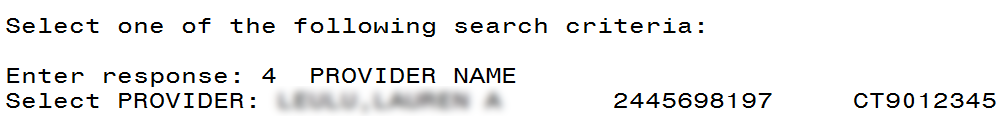 Select one of the following search criteria:
Enter response: 4  PROVIDER NAME
Select PROVIDER: 2445698197 CT9012345